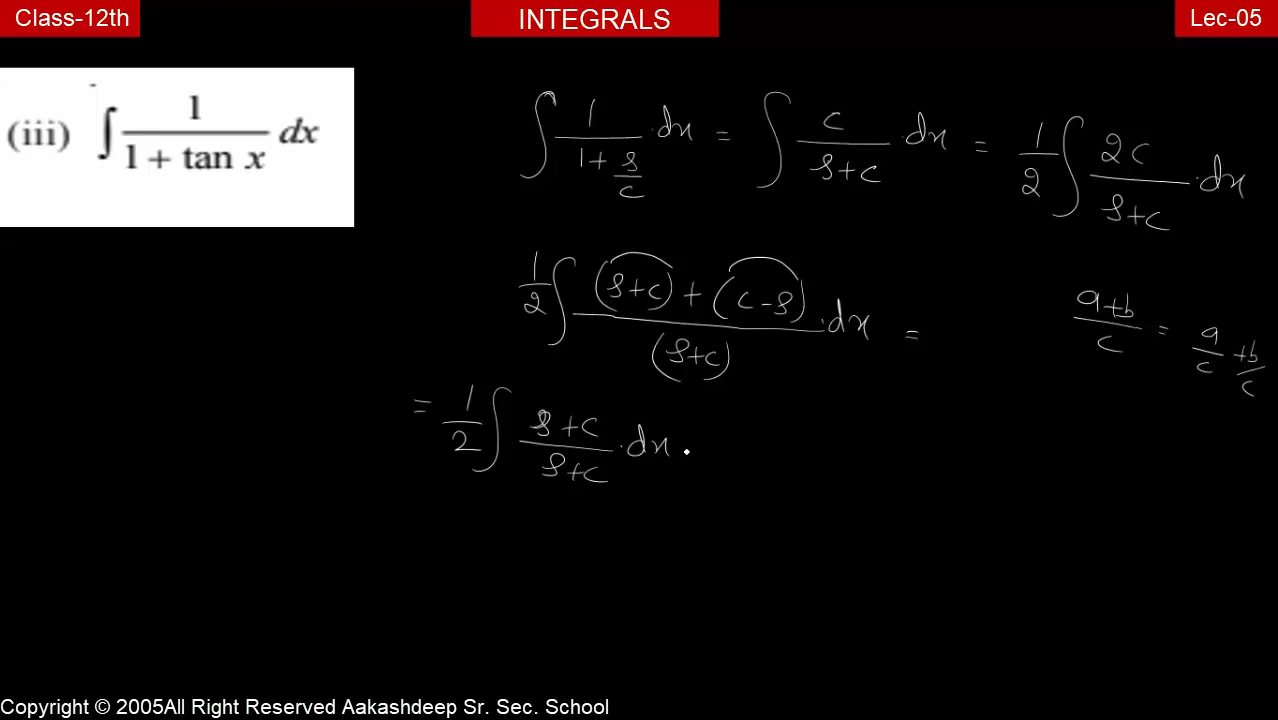 Class-12th
INTEGRALS
Lec-05
(iii) ∫ 1/(1 + tan x) dx
∫ 1/(1 + s/c) · dx = ∫ c/(s+c) · dx = 1/2 ∫ 2c/(s+c) · dx
1/2 ∫ ((s+c) + (c-s))/(s+c) · dx =
(a+b)/c = a/c + b/c
= 1/2 ∫ (s+c)/(s+c) · dx
Copyright © 2005All Right Reserved Aakashdeep Sr. Sec. School